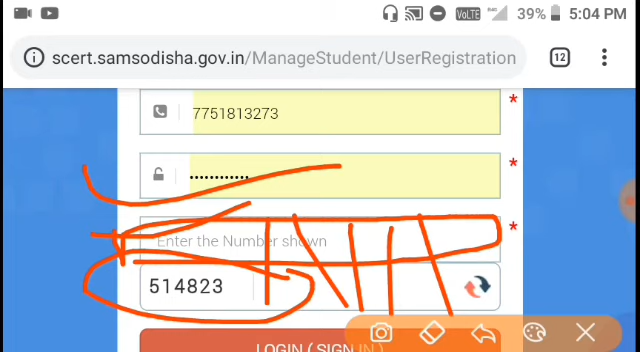 VoLTE 39% 5:04 PM
scert.samsodisha.gov.in/ManageStudent/UserRegistration 12
7751813273 *
•••••••••••• *
Enter the Number shown *
514823
LOGIN ( SIGN IN )